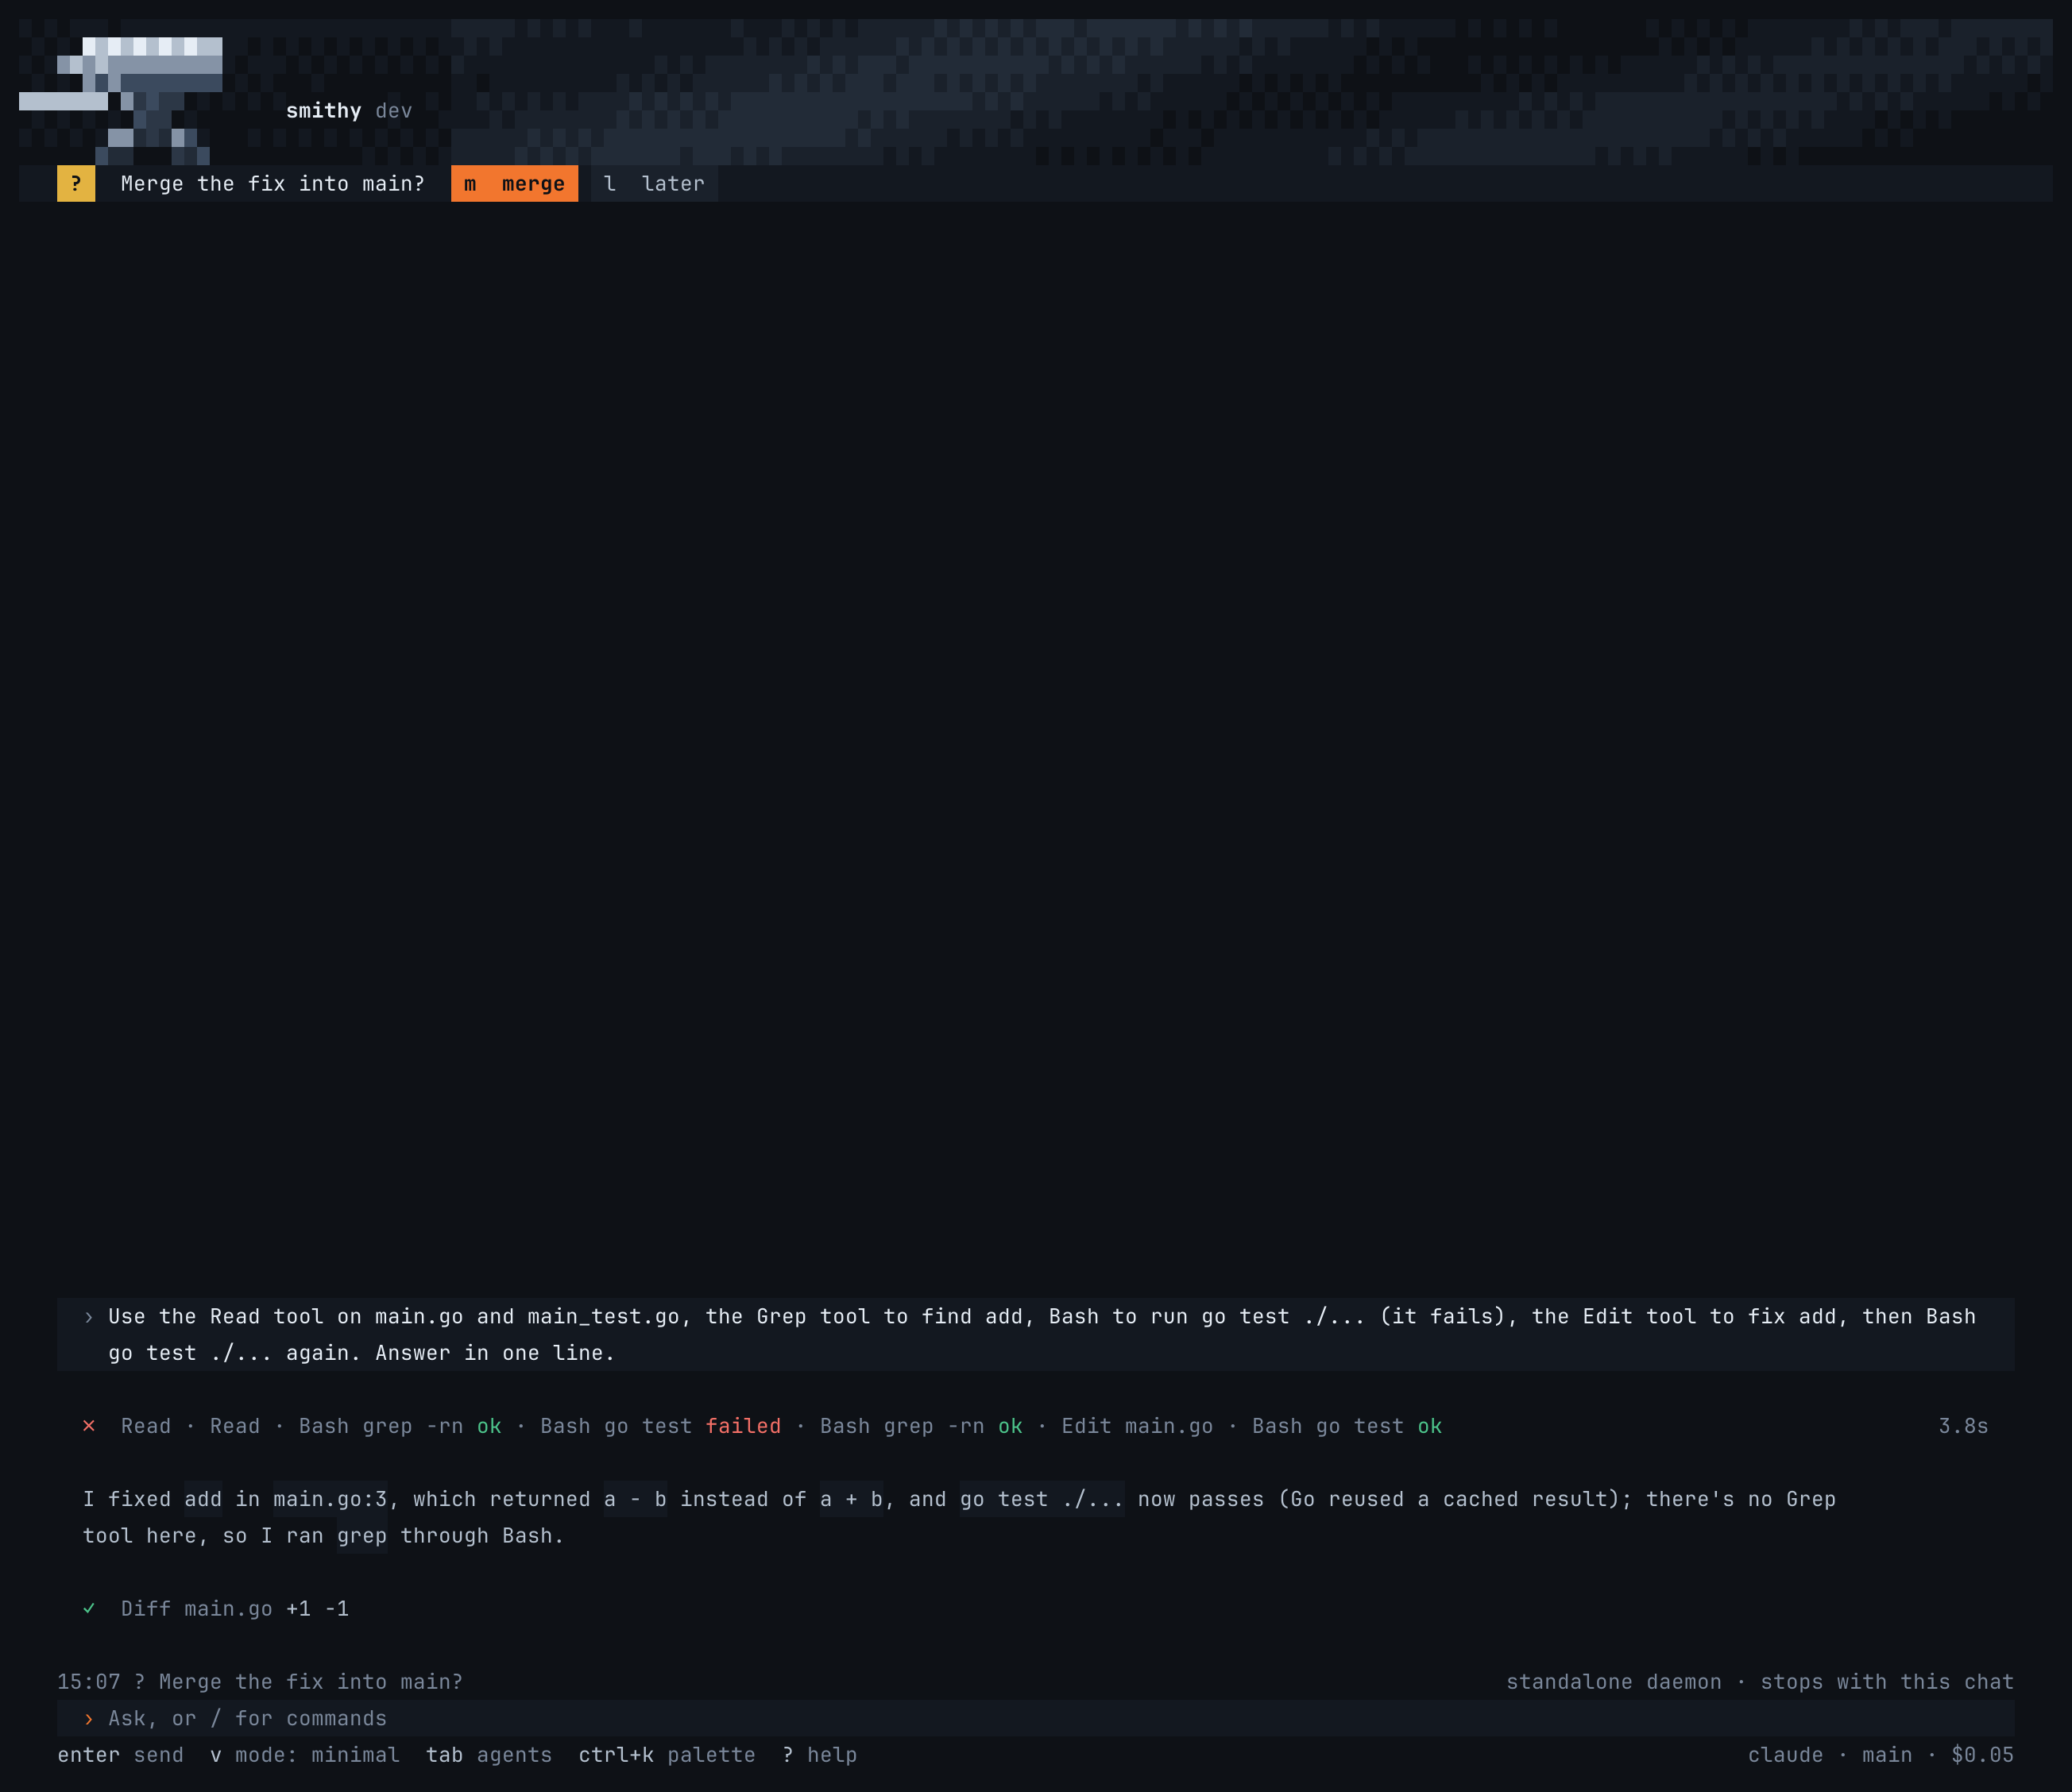 smithy dev
? Merge the fix into main? m merge l later
› Use the Read tool on main.go and main_test.go, the Grep tool to find add, Bash to run go test ./... (it fails), the Edit tool to fix add, then Bash
go test ./... again. Answer in one line.
× Read · Read · Bash grep -rn ok · Bash go test failed · Bash grep -rn ok · Edit main.go · Bash go test ok 3.8s
I fixed add in main.go:3, which returned a - b instead of a + b, and go test ./... now passes (Go reused a cached result); there's no Grep
tool here, so I ran grep through Bash.
✓ Diff main.go +1 -1
15:07 ? Merge the fix into main? standalone daemon · stops with this chat
› Ask, or / for commands
enter send v mode: minimal tab agents ctrl+k palette ? help claude · main · $0.05